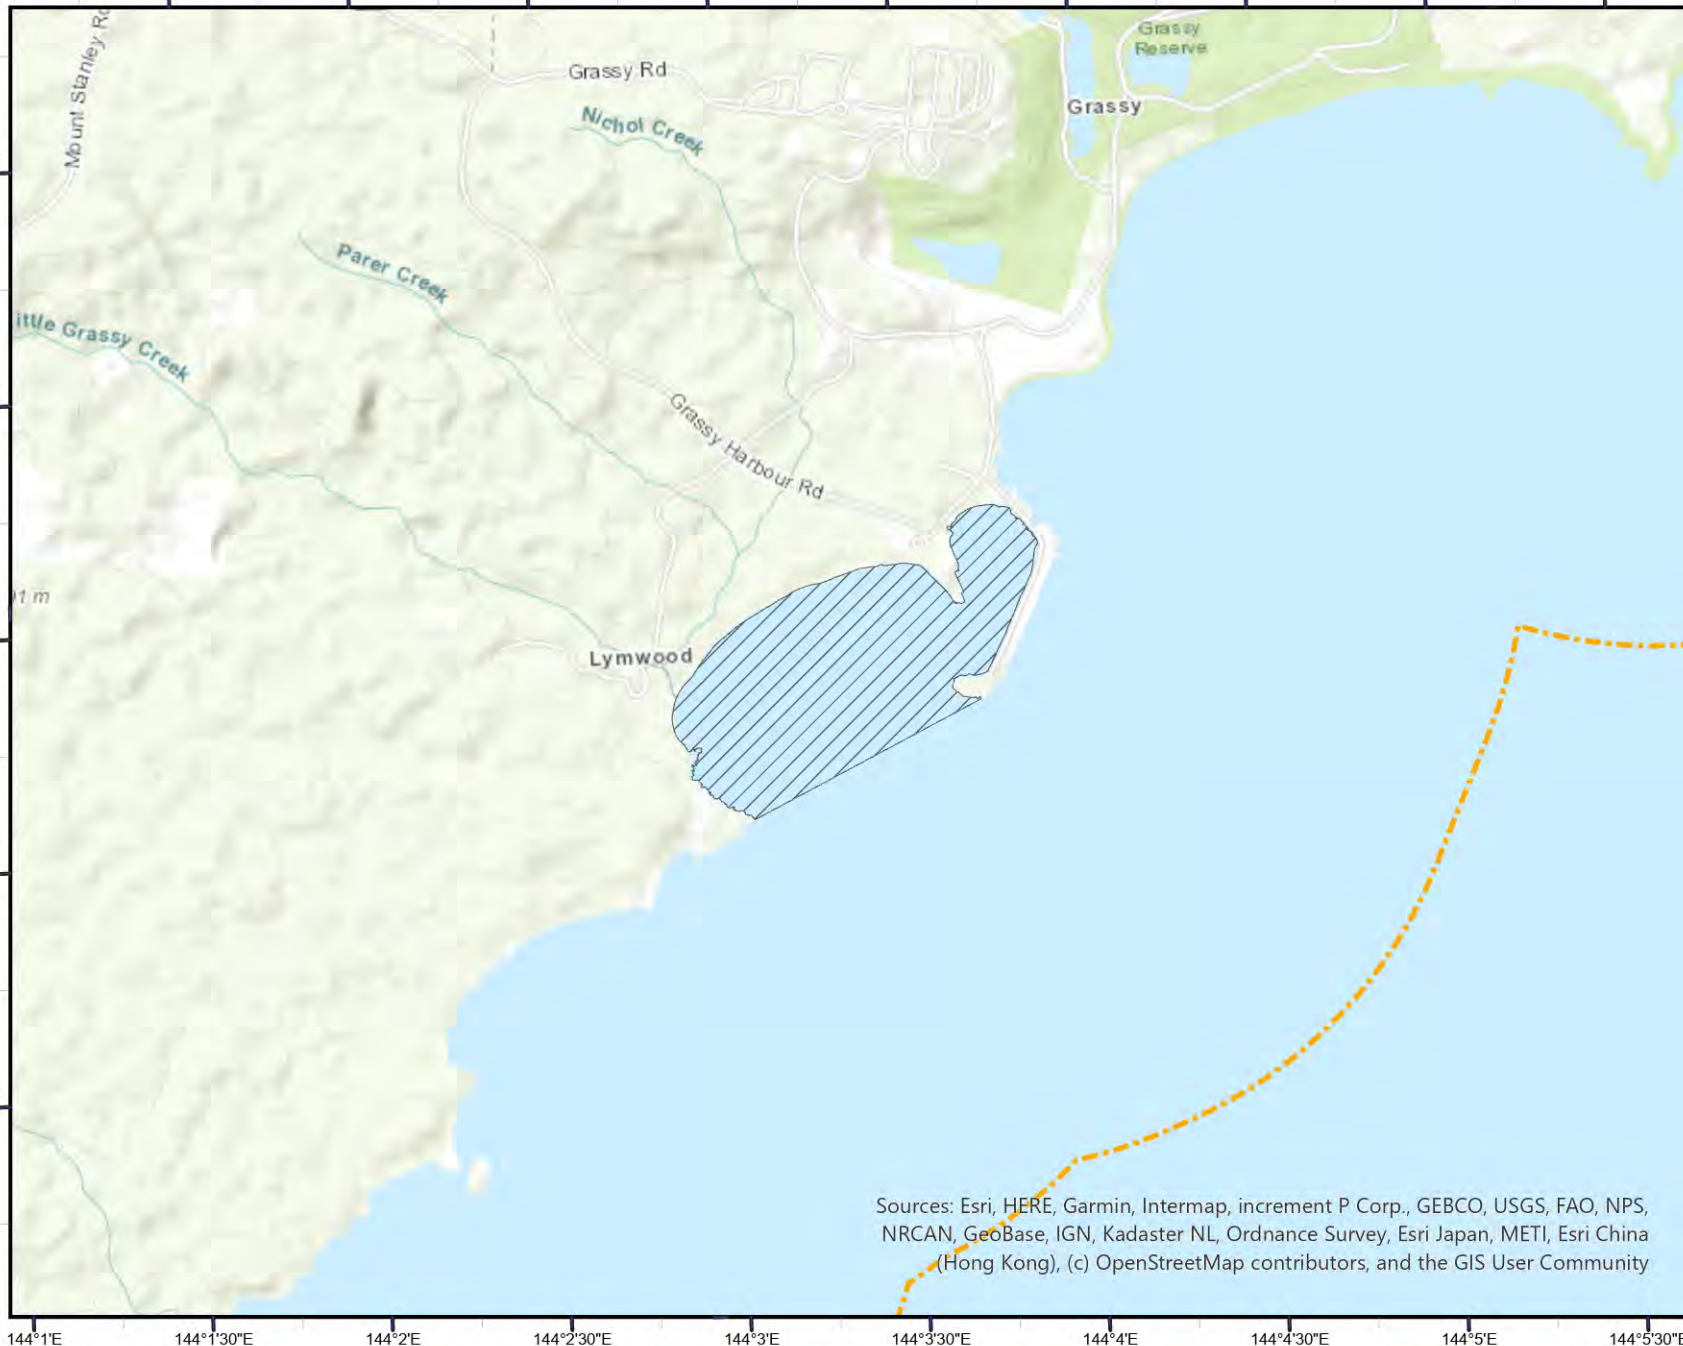 Mount Stanley Rd
Grassy Rd
Grassy
Reserve
Grassy
Nichol Creek
Parer Creek
ittle Grassy Creek
Grassy Harbour Rd
Lymwood
1 m
Sources: Esri, HERE, Garmin, Intermap, increment P Corp., GEBCO, USGS, FAO, NPS,
NRCAN, GeoBase, IGN, Kadaster NL, Ordnance Survey, Esri Japan, METI, Esri China
(Hong Kong), (c) OpenStreetMap contributors, and the GIS User Community
144°1'E 144°1'30"E 144°2'E 144°2'30"E 144°3'E 144°3'30"E 144°4'E 144°4'30"E 144°5'E 144°5'30"E